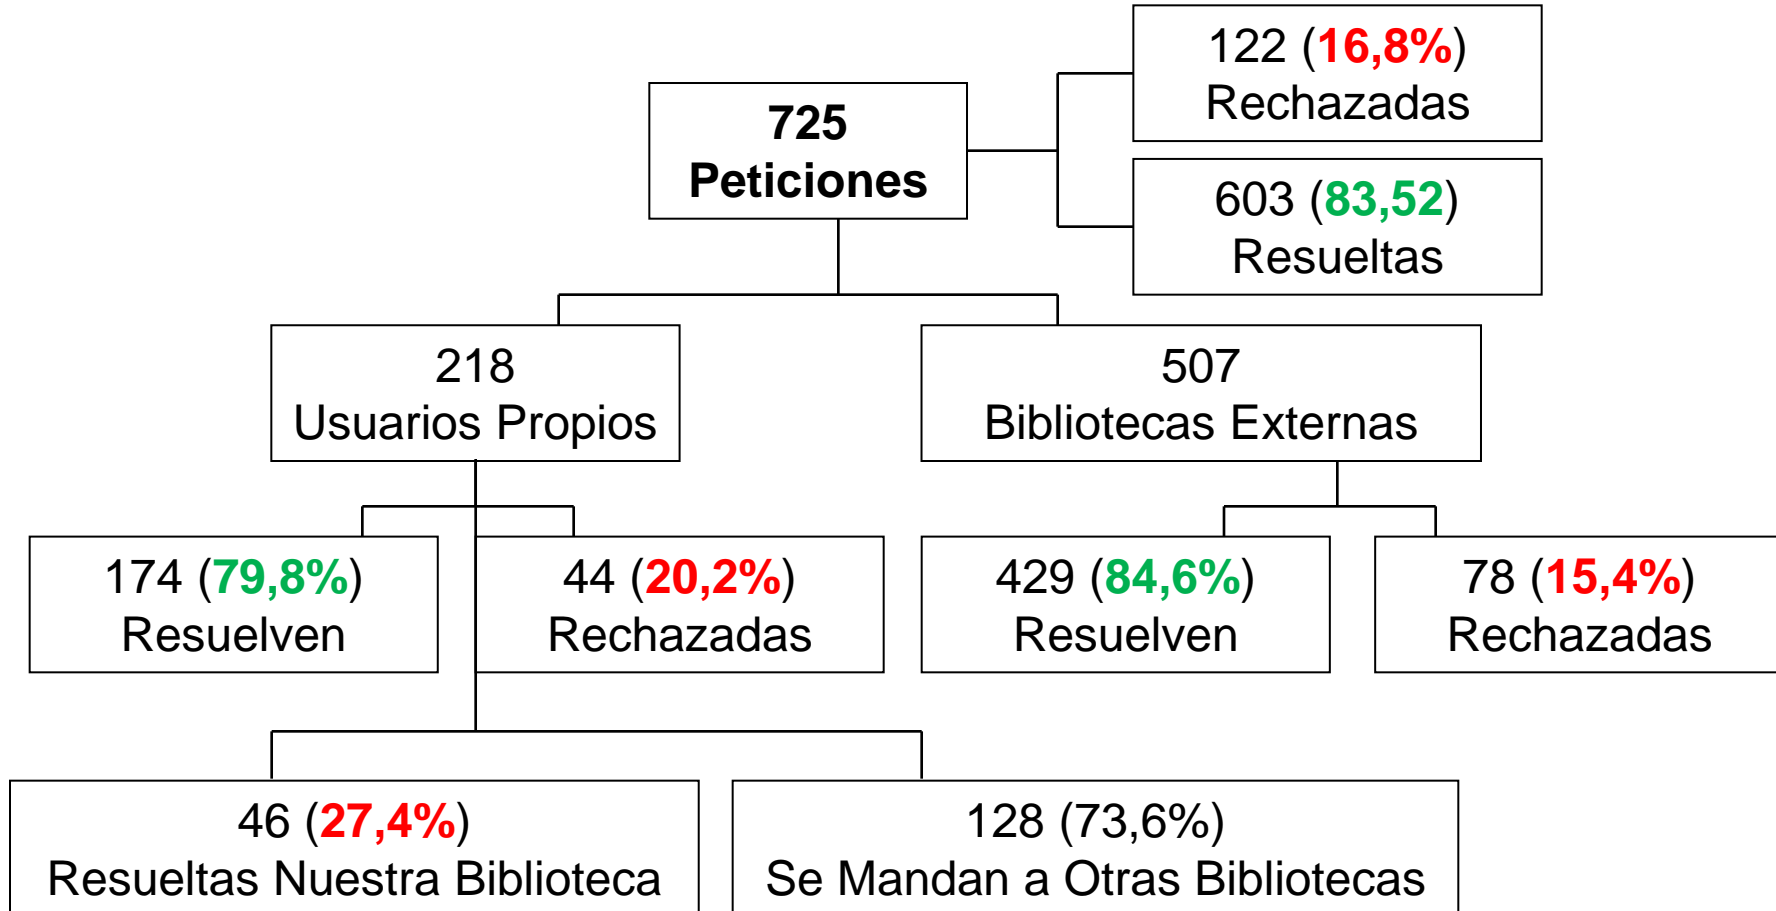 122 (16,8%)
Rechazadas
725
Peticiones
603 (83,52)
Resueltas
218
Usuarios Propios
507
Bibliotecas Externas
174 (79,8%)
Resuelven
44 (20,2%)
Rechazadas
429 (84,6%)
Resuelven
78 (15,4%)
Rechazadas
46 (27,4%)
Resueltas Nuestra Biblioteca
128 (73,6%)
Se Mandan a Otras Bibliotecas